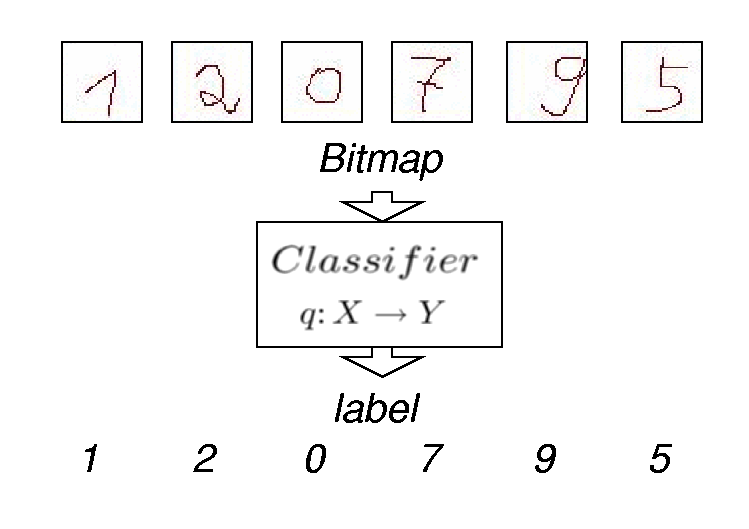 1 2 0 7 9 5
Bitmap
Classifier
q: X → Y
label
1 2 0 7 9 5